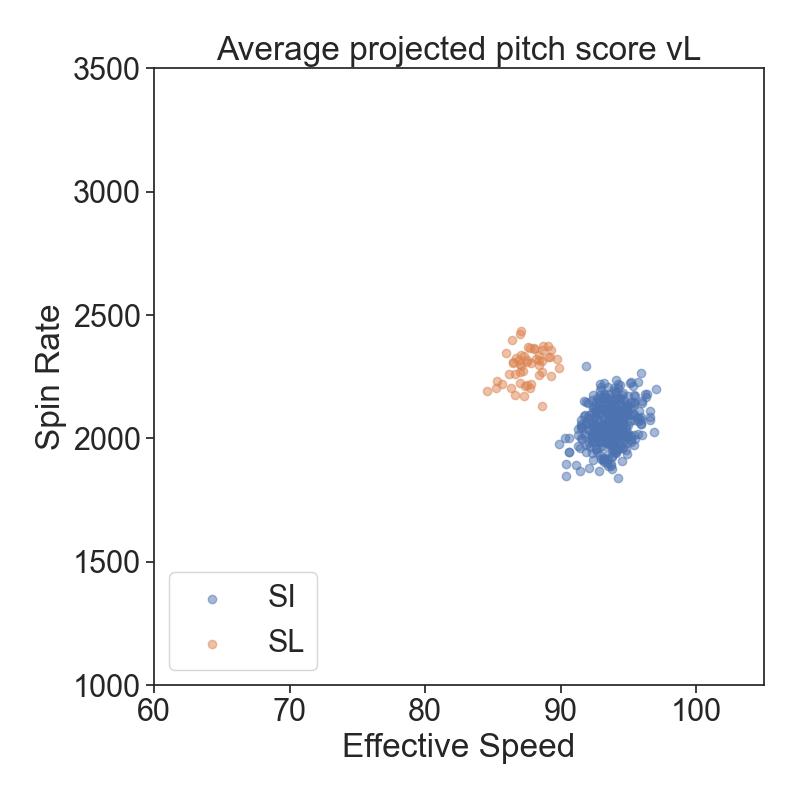 Average projected pitch score vL
3500
3000
2500
2000
1500
1000
Spin Rate
SI
SL
60 70 80 90 100
Effective Speed